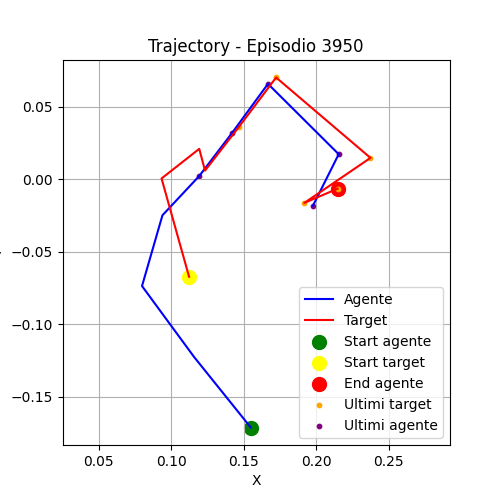 Trajectory - Episodio 3950
0.05
0.00
−0.05
−0.10
−0.15
0.05
0.10
0.15
0.20
0.25
X
Agente
Target
Start agente
Start target
End agente
Ultimi target
Ultimi agente